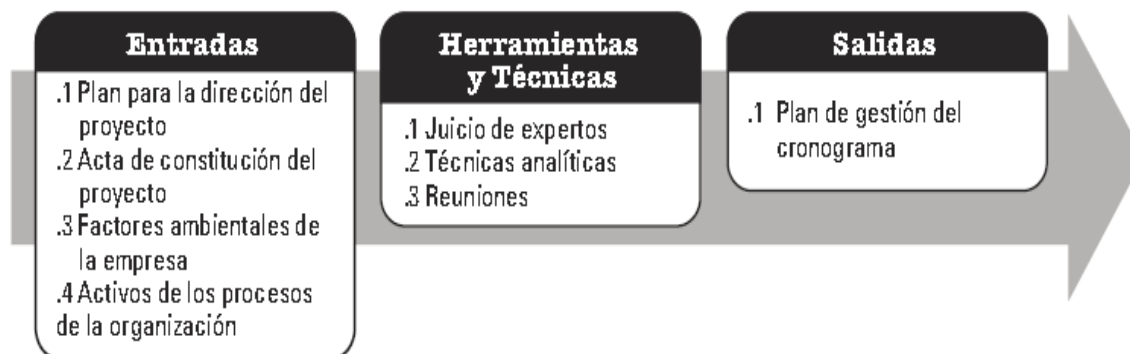 Entradas
.1 Plan para la dirección del
proyecto
.2 Acta de constitución del
proyecto
.3 Factores ambientales de
la empresa
.4 Activos de los procesos
de la organización
Herramientas
y Técnicas
.1 Juicio de expertos
.2 Técnicas analíticas
.3 Reuniones
Salidas
.1 Plan de gestión del
cronograma